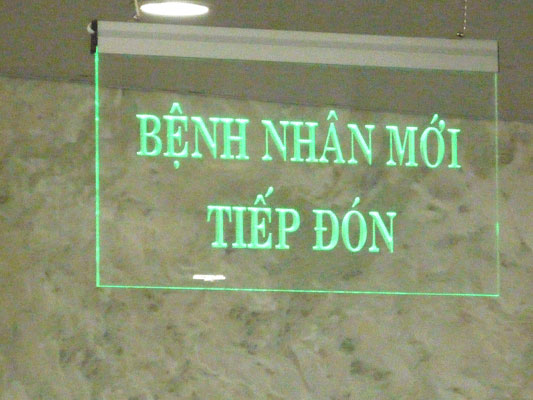 BỆNH NHÂN MỚI
TIẾP ĐÓN